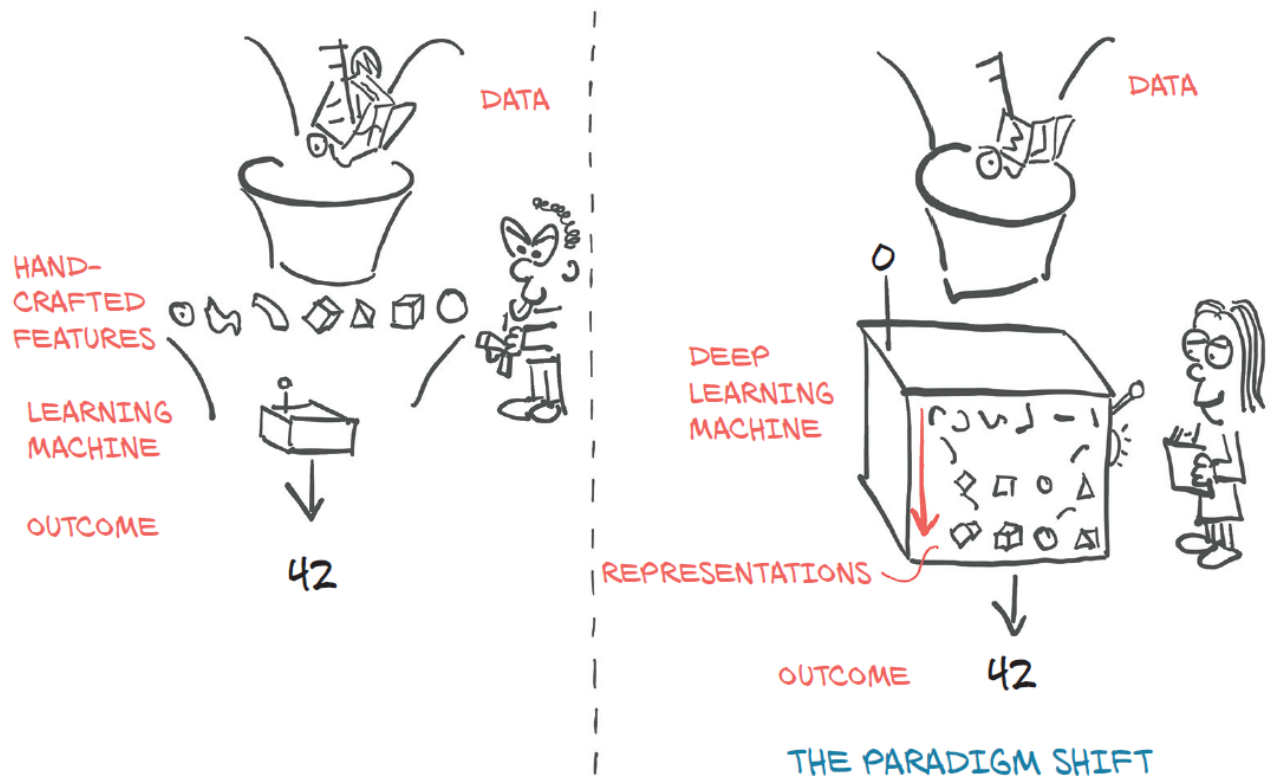 DATA
HAND-
CRAFTED
FEATURES
LEARNING
MACHINE
OUTCOME
42
DATA
DEEP
LEARNING
MACHINE
REPRESENTATIONS
OUTCOME 42
THE PARADIGM SHIFT